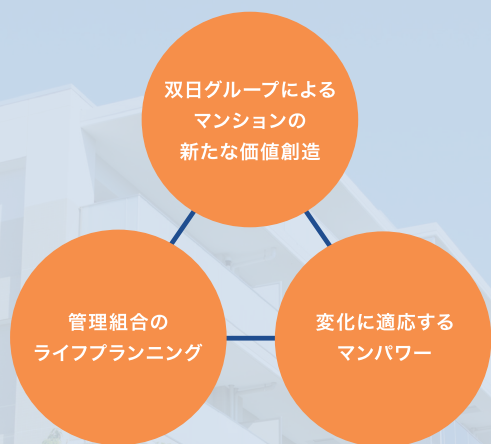 双日グループによる
マンションの
新たな価値創造
管理組合の
ライフプランニング
変化に適応する
マンパワー